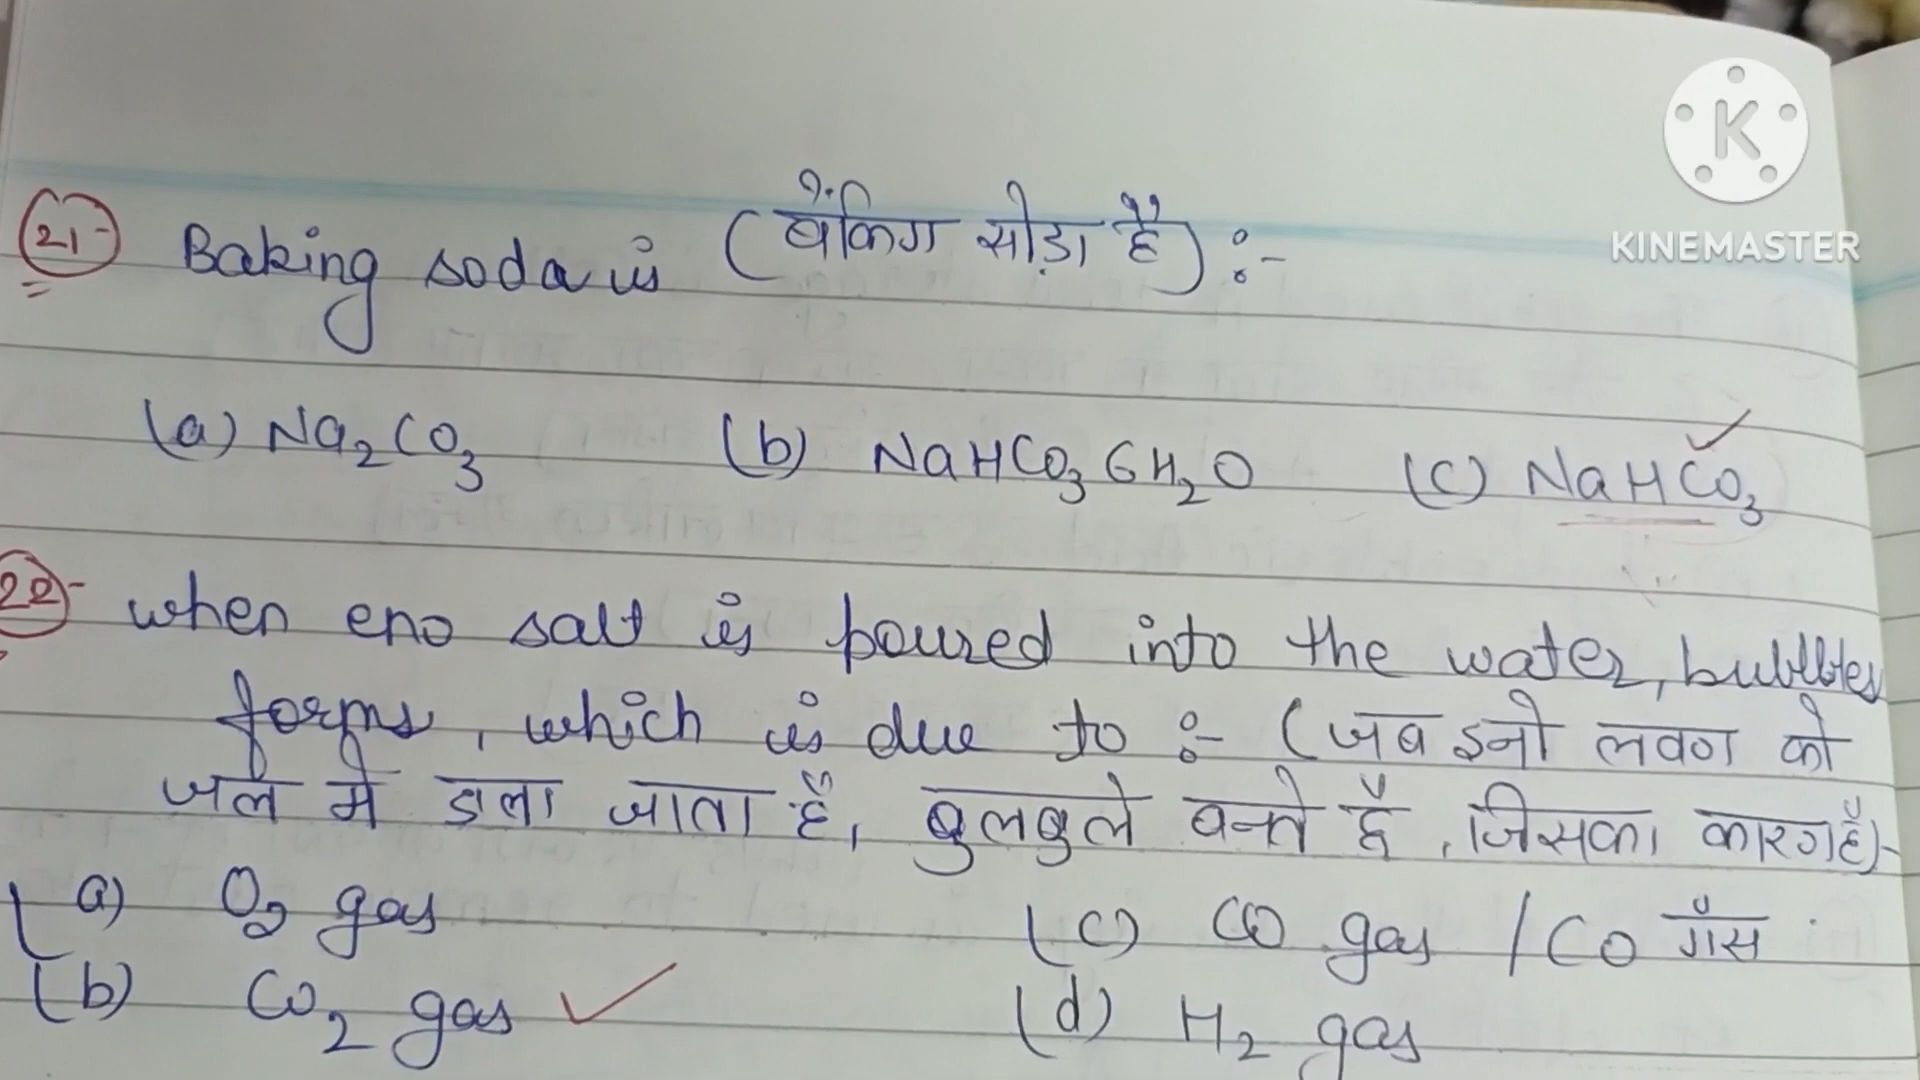 KINEMASTER
21- Baking soda is (बेकिंग सोड़ा है) :-
(a) Na2CO3 (b) NaHCO3 6H2O (c) NaHCO3
22- when eno salt is poured into the water, bubbles
forms, which is due to :- (जब इनो लवण को
जल में डाला जाता है, बुलबुले बनते है, जिसका कारण है)-
(a) O2 gas (c) CO gas / CO गैस
(b) CO2 gas (d) H2 gas